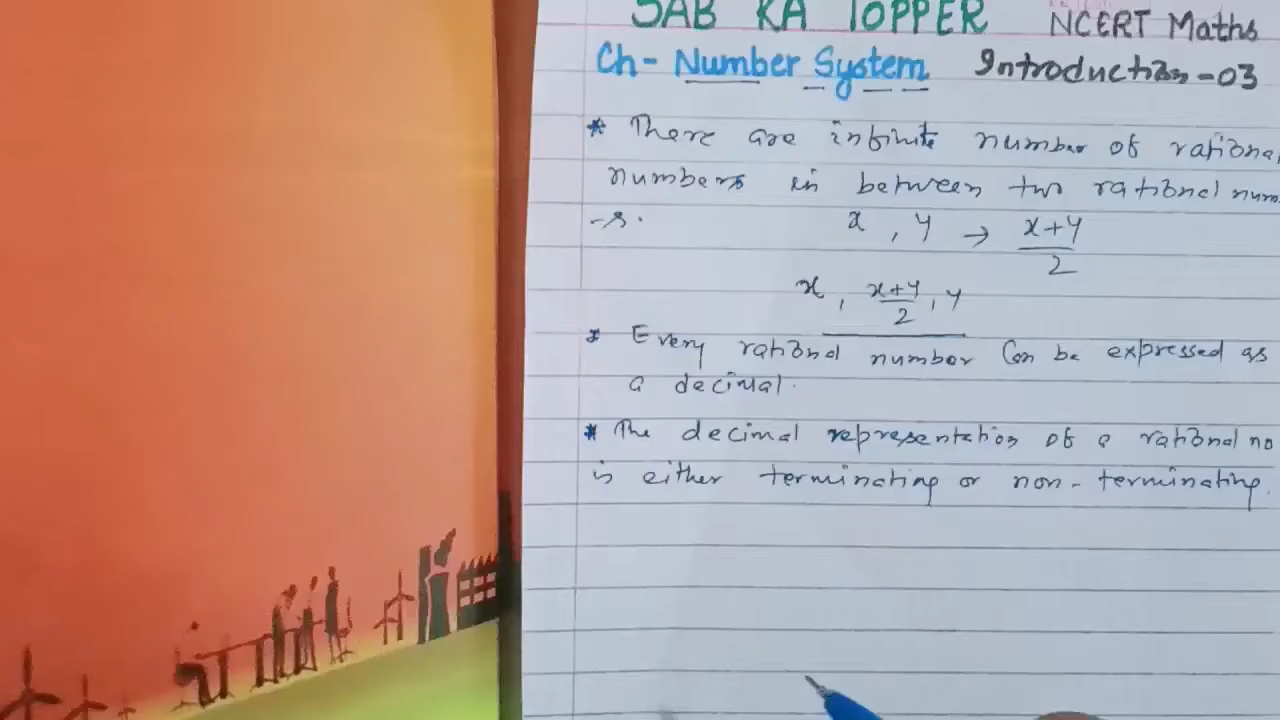 SAB KA TOPPER NCERT Maths
Ch- Number System Introduction-03
* There are infinite number of rational
numbers in between two rational num
-s.
x , y → x+y/2
x, x+y/2, y
* Every rational number can be expressed as
a decimal.
* The decimal representation of a rational no
is either terminating or non-terminating.